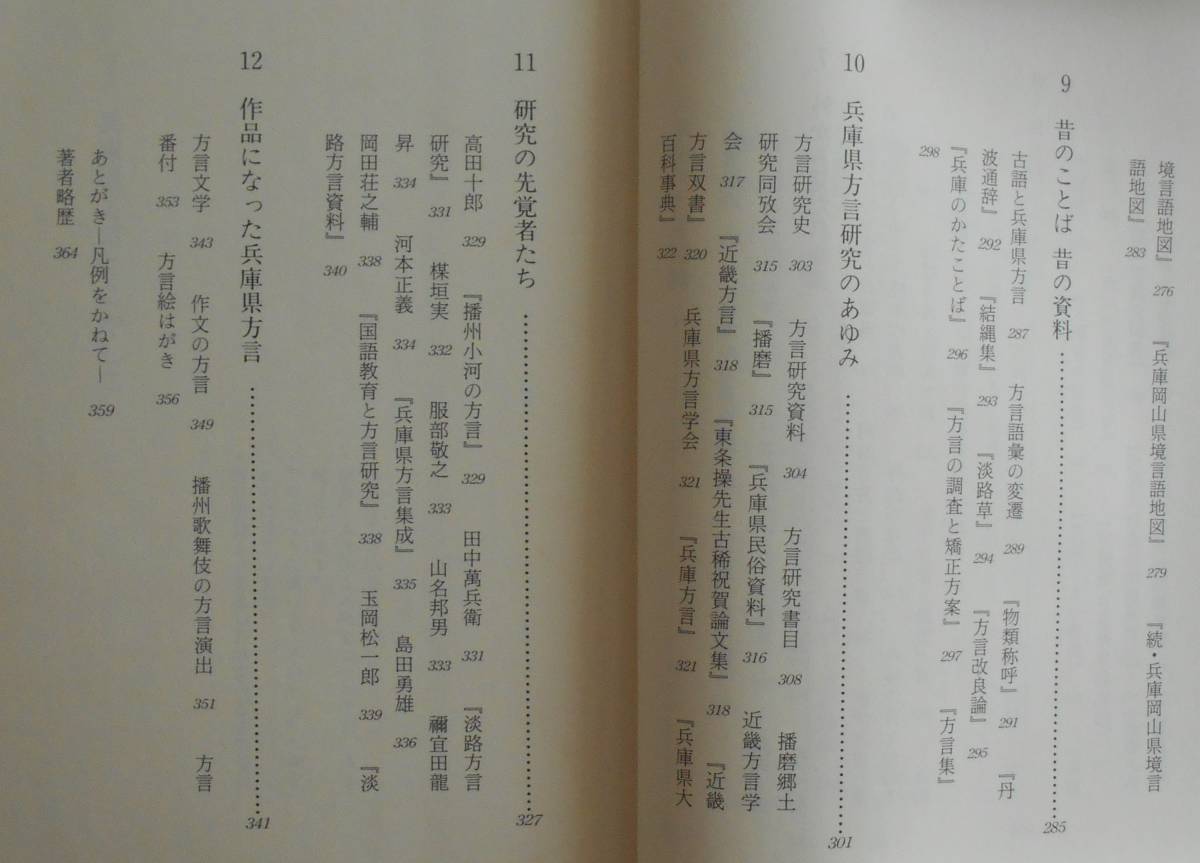 境言語地図』 276 『兵庫岡山県境言語地図』 279 『続・兵庫岡山県境言
語地図』 283
9 昔のことば 昔の資料 285
古語と兵庫県方言 287 方言語彙の変遷 289 『物類称呼』 291 『丹
波通辞』 292 『結縄集』 293 『淡路草』 294 『方言改良論』 295
『兵庫のかたことば』 296 『方言の調査と矯正方案』 297 『方言集』
298
10 兵庫県方言研究のあゆみ 301
方言研究史 303 方言研究資料 304 方言研究書目 308 播磨郷土
研究同攷会 315 『播磨』 315 『兵庫県民俗資料』 316 近畿方言学
会 317 『近畿方言』 318 『東条操先生古稀祝賀論文集』 318 『近畿
方言双書』 320 兵庫県方言学会 321 『兵庫方言』 321 『兵庫県大
百科事典』 322
11 研究の先覚者たち 327
高田十郎 329 『播州小河の方言』 329 田中萬兵衛 331 『淡路方言
研究』 331 楳垣実 332 服部敬之 333 山名邦男 333 禰宜田龍
昇 334 河本正義 334 『兵庫県方言集成』 335 島田勇雄 336
岡田荘之輔 338 『国語教育と方言研究』 338 玉岡松一郎 339 『淡
路方言資料』 340
12 作品になった兵庫県方言 341
方言文学 343 作文の方言 349 播州歌舞伎の方言演出 351 方言
番付 353 方言絵はがき 356
あとがき―凡例をかねて― 359
著者略歴 364